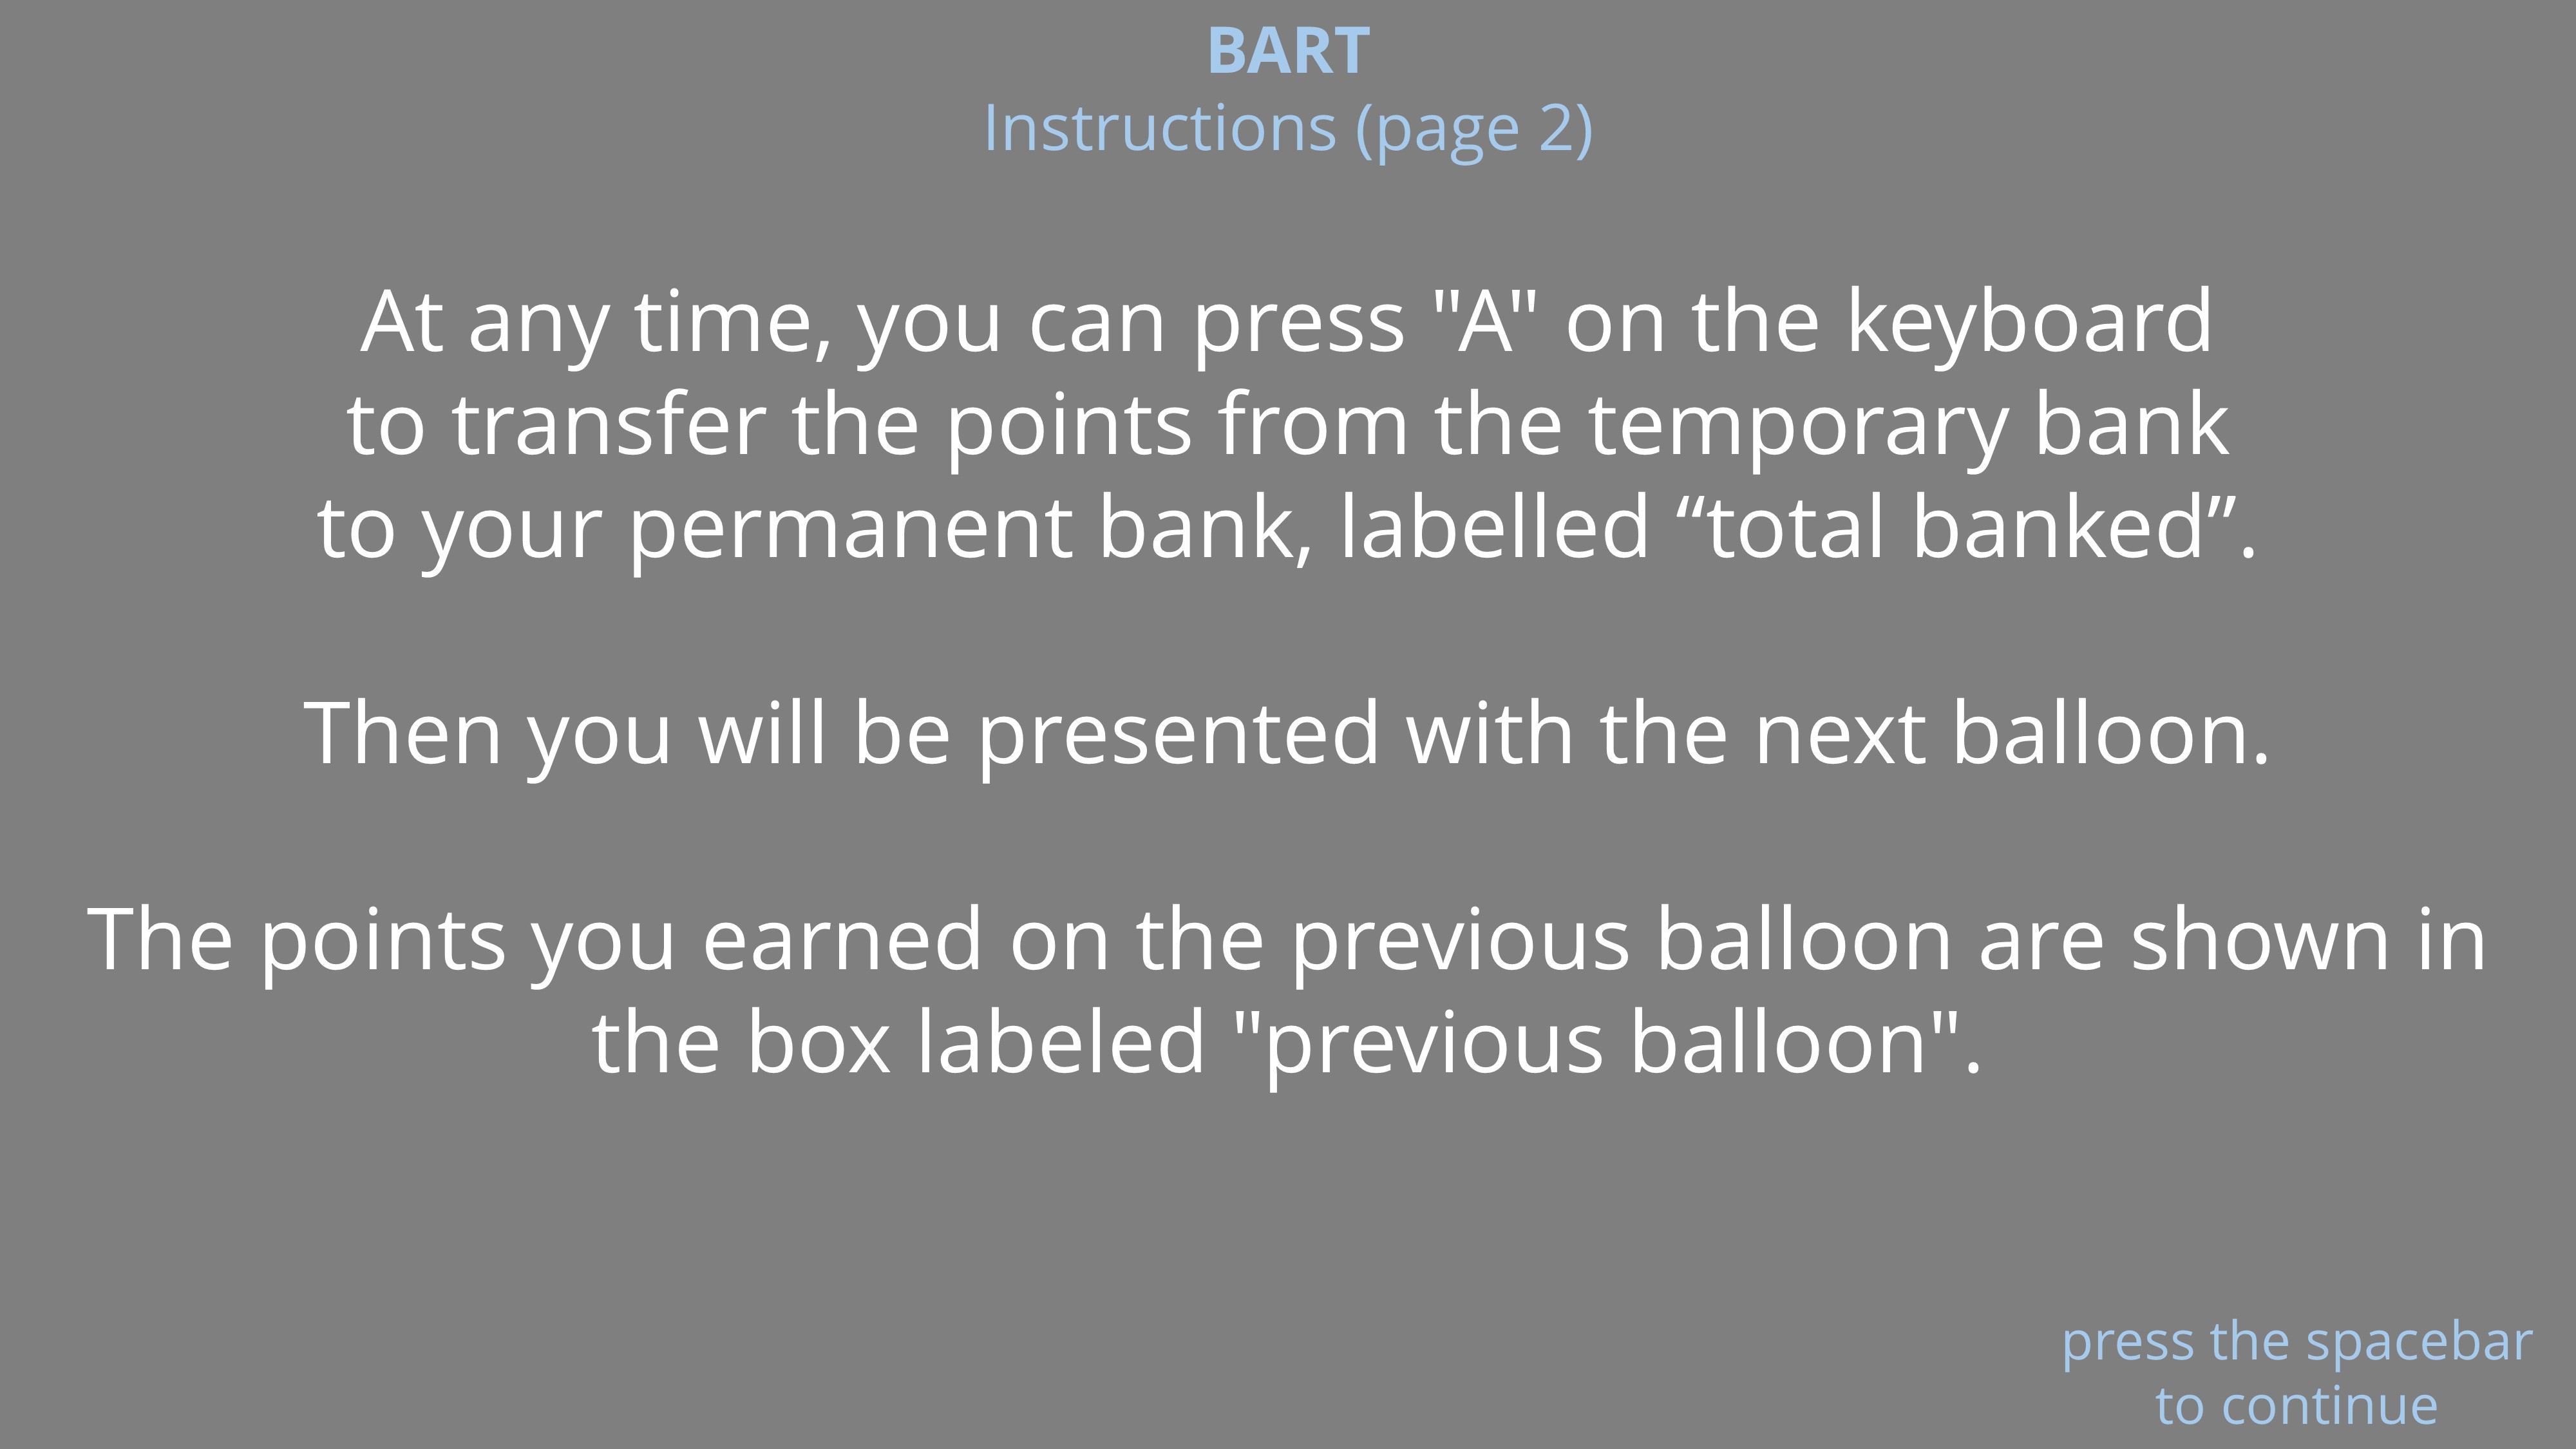 BART
Instructions (page 2)
At any time, you can press "A" on the keyboard
to transfer the points from the temporary bank
to your permanent bank, labelled “total banked”.
Then you will be presented with the next balloon.
The points you earned on the previous balloon are shown in
the box labeled "previous balloon".
press the spacebar
to continue